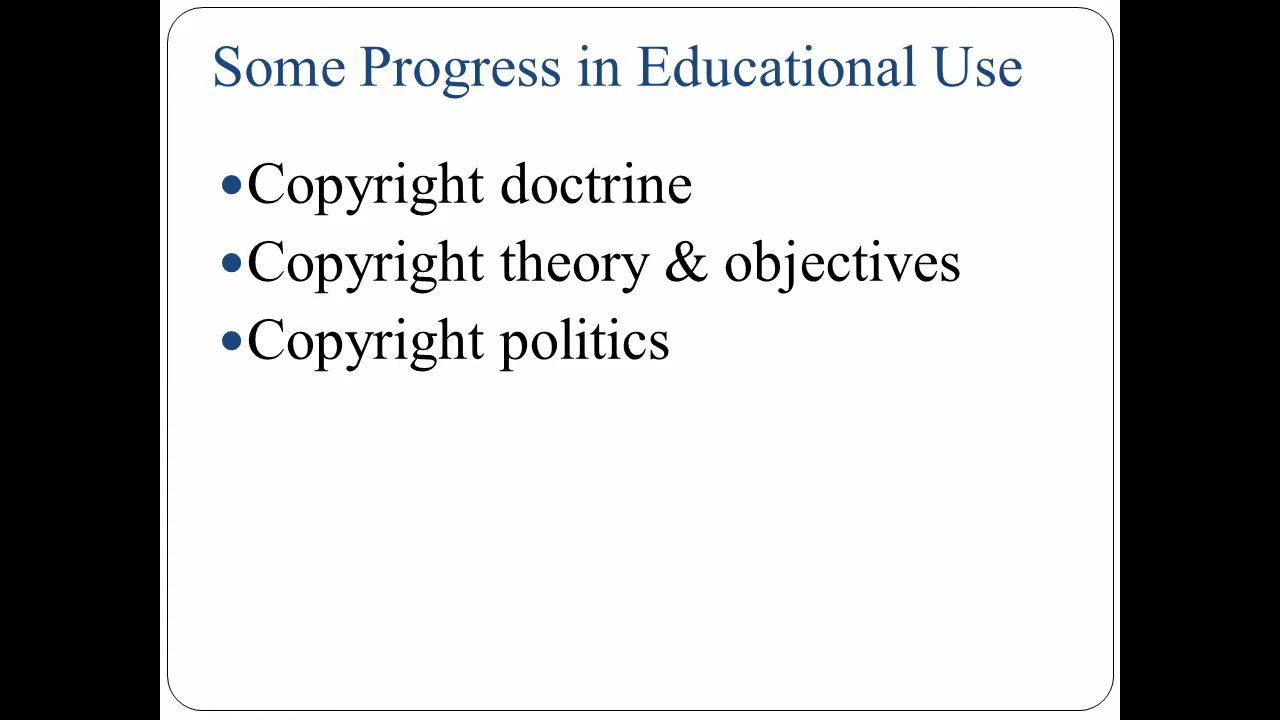 Some Progress in Educational Use
•Copyright doctrine
•Copyright theory & objectives
•Copyright politics